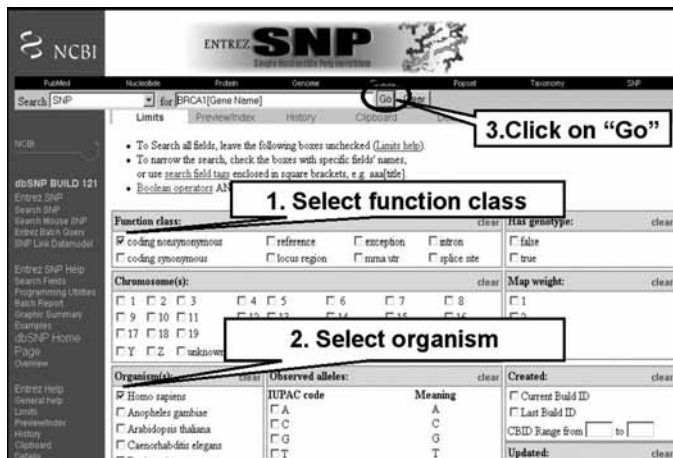 NCBI
ENTREZ SNP
Single Nucleotide Polymorphism
PubMed Nucleotide Protein Genome Popset Taxonomy SNP
Search SNP for BRCA1[Gene Name] Go Clear
3.Click on “Go”
Limits Preview/Index History Clipboard
NCBI
• To Search all fields, leave the following boxes unchecked (Limits help).
• To narrow the search, check the boxes with specific fields' names,
or use search field tags enclosed in square brackets, e.g. aaa[title].
• Boolean operators AN
1. Select function class
dbSNP BUILD 121
Entrez SNP
Search SNP
Search Mouse SNP
Entrez Batch Query
SNP Link Datamodel
Entrez SNP Help
Search Fields
Programming Utilities
Batch Report
Graphic Summary
Examples
dbSNP Home
Page
Overview
Entrez Help
General help
Limits
Preview/Index
History
Clipboard
Details
Function class: clear Has genotype: clear
coding nonsynonymous reference exception intron false
coding synonymous locus region mrna utr splice site true
Chromosome(s): clear Map weight: clear
1 2 3 4 5 6 7 8 1
9 10 11 12 13 14 15 16 2
17 18 19
Y Z unknown
2. Select organism
Organism(s): clear Observed alleles: clear Created: clear
Homo sapiens IUPAC code Meaning Current Build ID
Anopheles gambiae A A Last Build ID
Arabidopsis thaliana C C CBID Range from to
Caenorhabditis elegans G G
T T Updated: clear